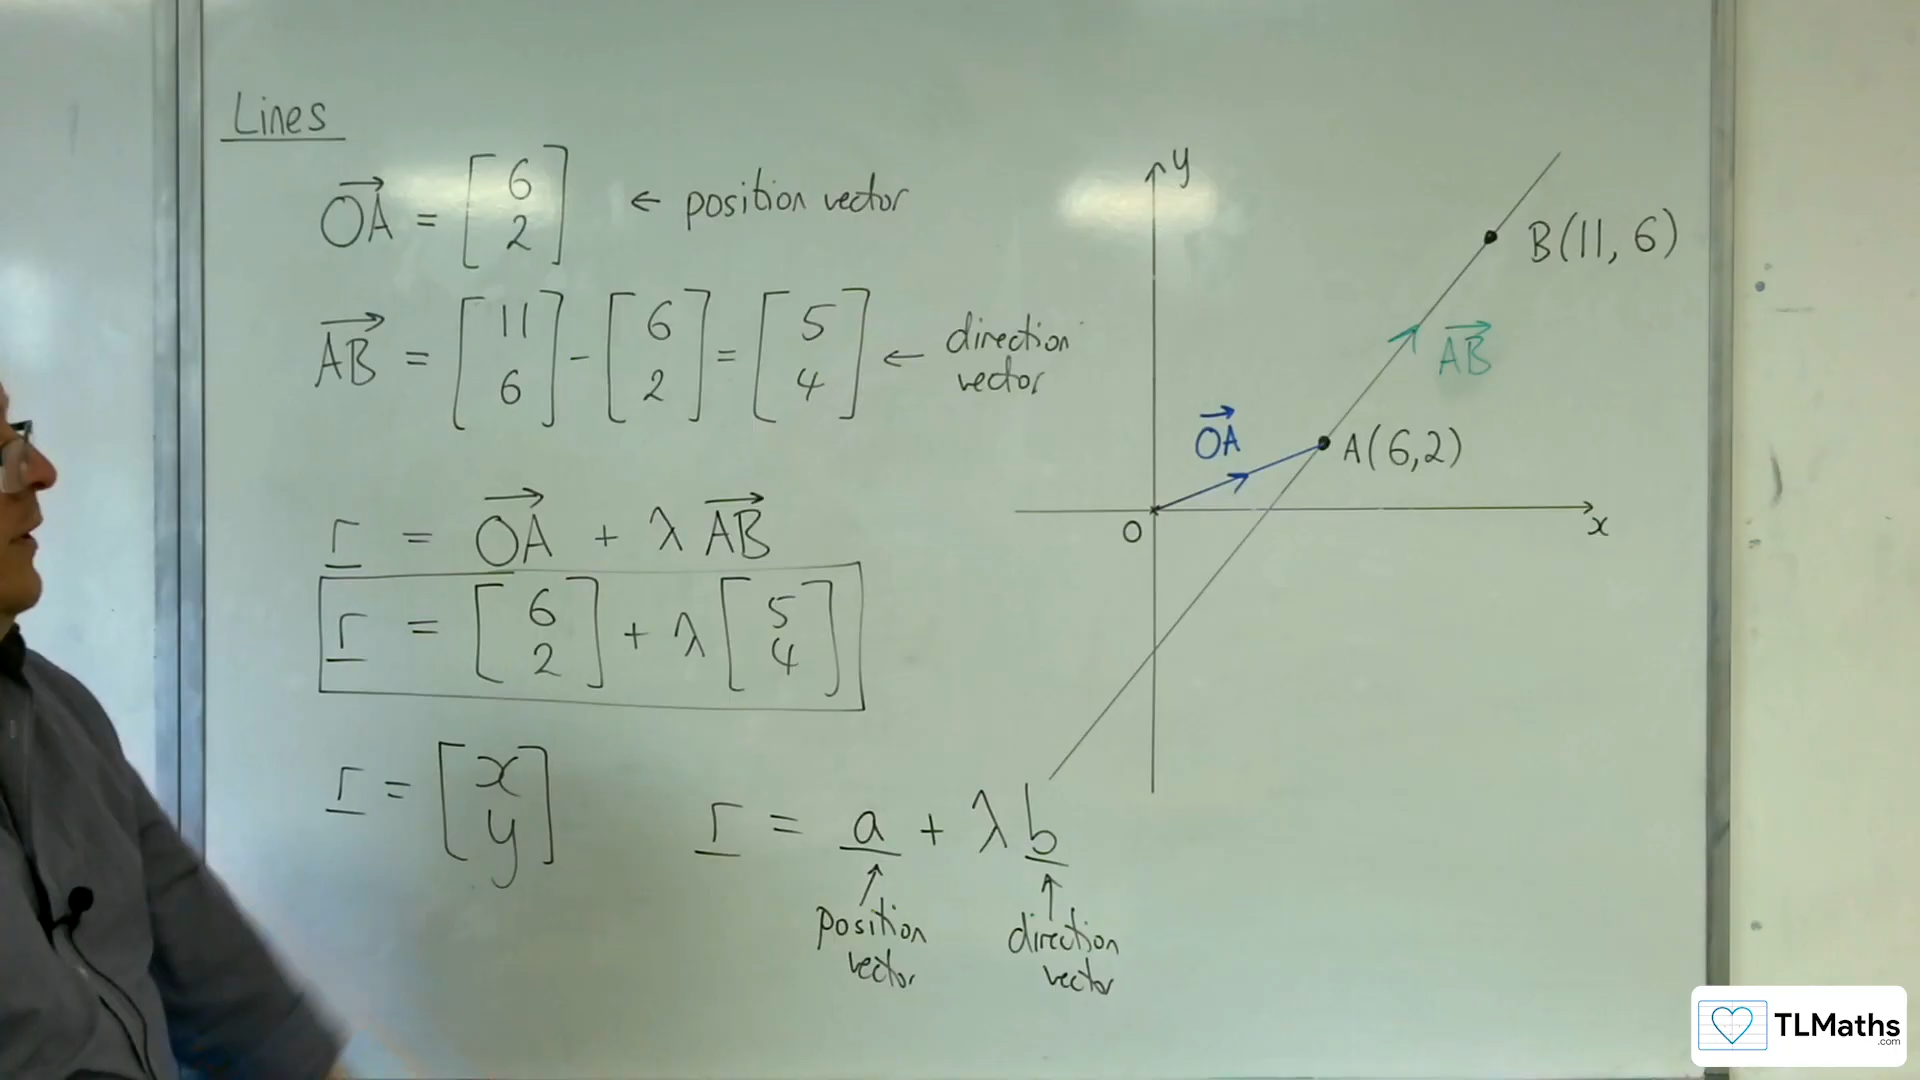 Lines
OA = [6 2] ← position vector
AB = [11 6] - [6 2] = [5 4] ← direction vector
r = OA + λ AB
r = [6 2] + λ [5 4]
r = [x y]
r = a + λ b
position vector
direction vector
y
B(11, 6)
AB
OA
A(6,2)
O
x
TLMaths
.com